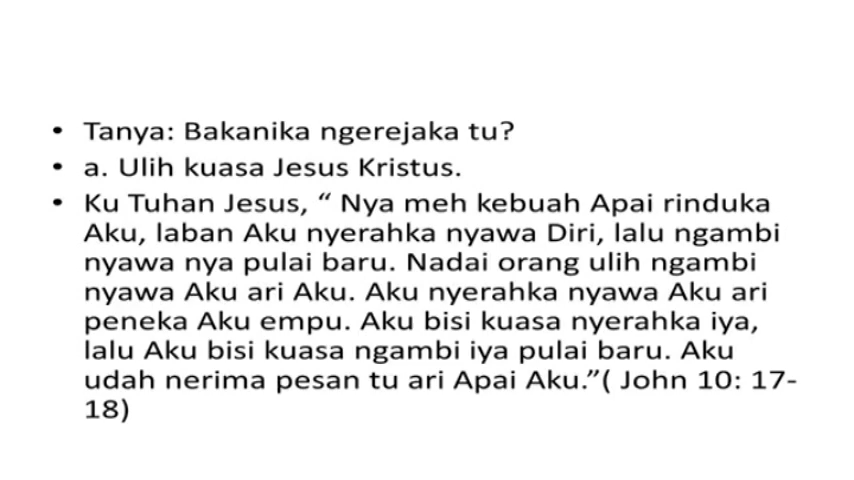 • Tanya: Bakanika ngerejaka tu?
• a. Ulih kuasa Jesus Kristus.
• Ku Tuhan Jesus, “ Nya meh kebuah Apai rinduka
Aku, laban Aku nyerahka nyawa Diri, lalu ngambi
nyawa nya pulai baru. Nadai orang ulih ngambi
nyawa Aku ari Aku. Aku nyerahka nyawa Aku ari
peneka Aku empu. Aku bisi kuasa nyerahka iya,
lalu Aku bisi kuasa ngambi iya pulai baru. Aku
udah nerima pesan tu ari Apai Aku.”( John 10: 17-
18)